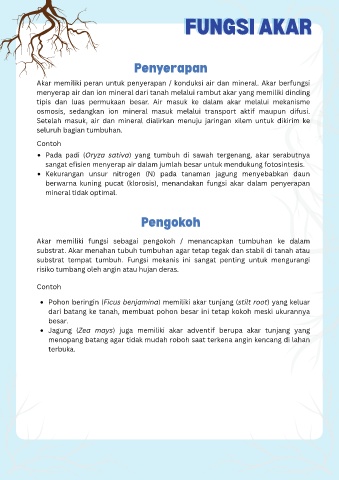 FUNGSI AKAR
Penyerapan
Akar memiliki peran untuk penyerapan / konduksi air dan mineral. Akar berfungsi
menyerap air dan ion mineral dari tanah melalui rambut akar yang memiliki dinding
tipis dan luas permukaan besar. Air masuk ke dalam akar melalui mekanisme
osmosis, sedangkan ion mineral masuk melalui transport aktif maupun difusi.
Setelah masuk, air dan mineral dialirkan menuju jaringan xilem untuk dikirim ke
seluruh bagian tumbuhan.
Contoh
• Pada padi (Oryza sativa) yang tumbuh di sawah tergenang, akar serabutnya
sangat efisien menyerap air dalam jumlah besar untuk mendukung fotosintesis.
• Kekurangan unsur nitrogen (N) pada tanaman jagung menyebabkan daun
berwarna kuning pucat (klorosis), menandakan fungsi akar dalam penyerapan
mineral tidak optimal.
Pengokoh
Akar memiliki fungsi sebagai pengokoh / menancapkan tumbuhan ke dalam
substrat. Akar menahan tubuh tumbuhan agar tetap tegak dan stabil di tanah atau
substrat tempat tumbuh. Fungsi mekanis ini sangat penting untuk mengurangi
risiko tumbang oleh angin atau hujan deras.
Contoh
• Pohon beringin (Ficus benjamina) memiliki akar tunjang (stilt root) yang keluar
dari batang ke tanah, membuat pohon besar ini tetap kokoh meski ukurannya
besar.
• Jagung (Zea mays) juga memiliki akar adventif berupa akar tunjang yang
menopang batang agar tidak mudah roboh saat terkena angin kencang di lahan
terbuka.